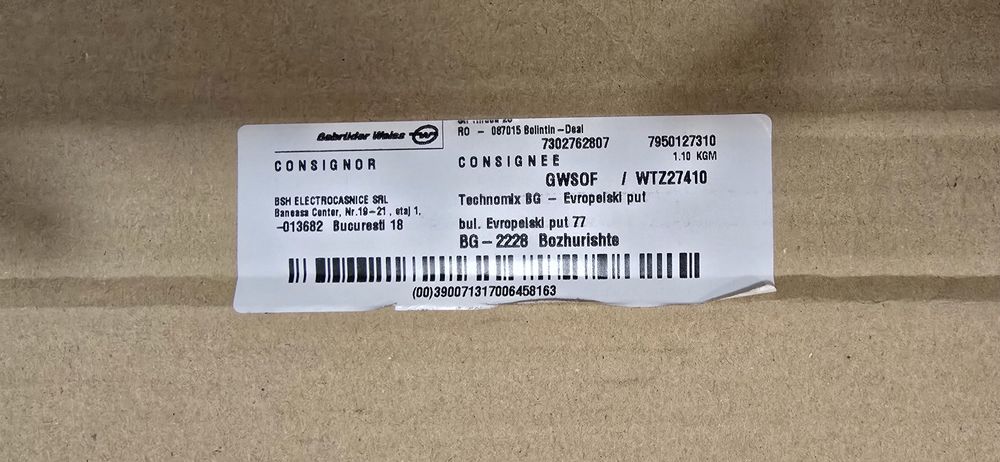 Gebrüder Weiss
RO - 087015 Bolintin-Deal
7302762807 7950127310
CONSIGNOR
CONSIGNEE
1.10 KGM
GWSOF / WTZ27410
BSH ELECTROCASNICE SRL
Baneasa Center, Nr.19-21 , etaj 1,
-013682 Bucuresti 18
Technomix BG - Evropeiski put
bul. Evropeiski put 77
BG-2228 Bozhurishte
(00)390071317006458163